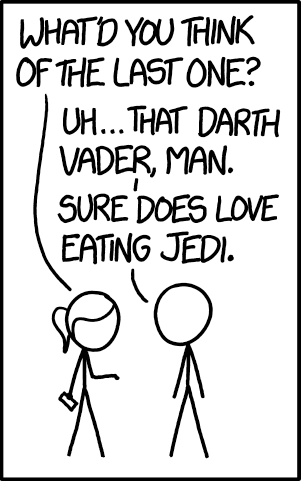 WHAT'D YOU THINK
OF THE LAST ONE?
UH... THAT DARTH
VADER, MAN.
SURE DOES LOVE
EATING JEDI.